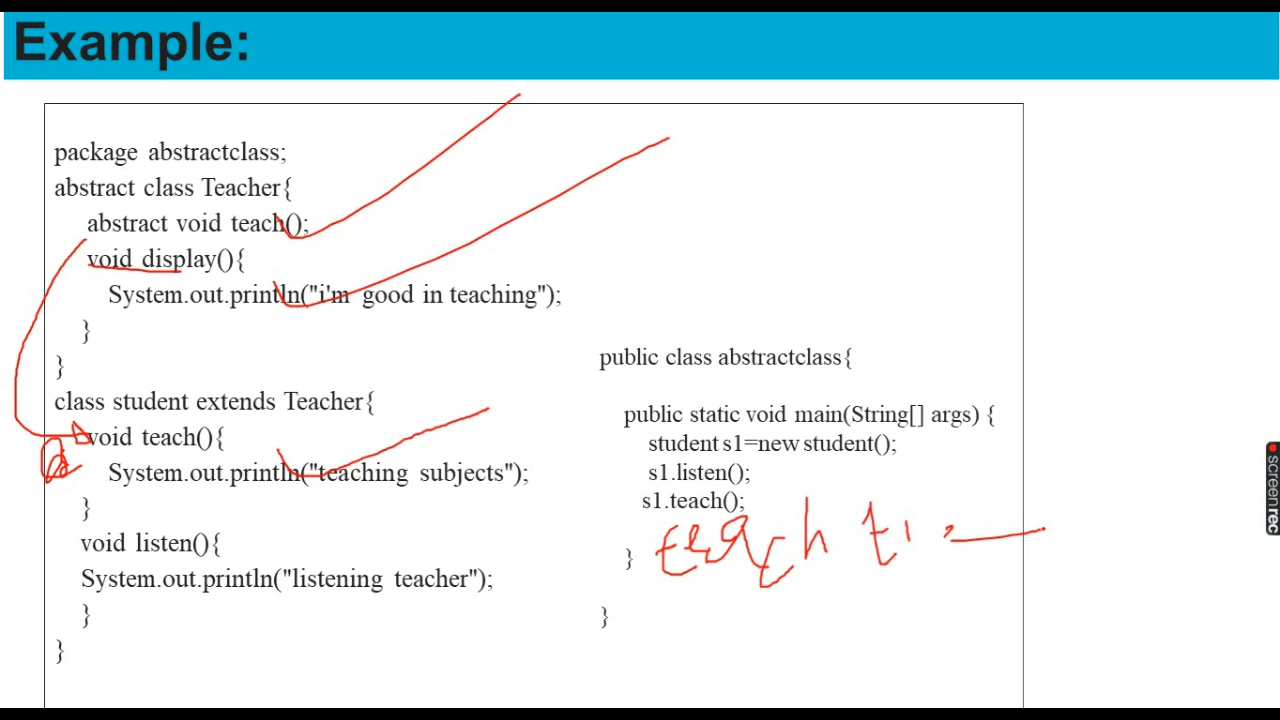 Example:
package abstractclass;
abstract class Teacher{
abstract void teach();
void display(){
System.out.println("i'm good in teaching");
}
}
class student extends Teacher{
void teach(){
System.out.println("teaching subjects");
}
void listen(){
System.out.println("listening teacher");
}
}
public class abstractclass{
public static void main(String[] args) {
student s1=new student();
s1.listen();
s1.teach();
}
}
teach t1 =
screenrec